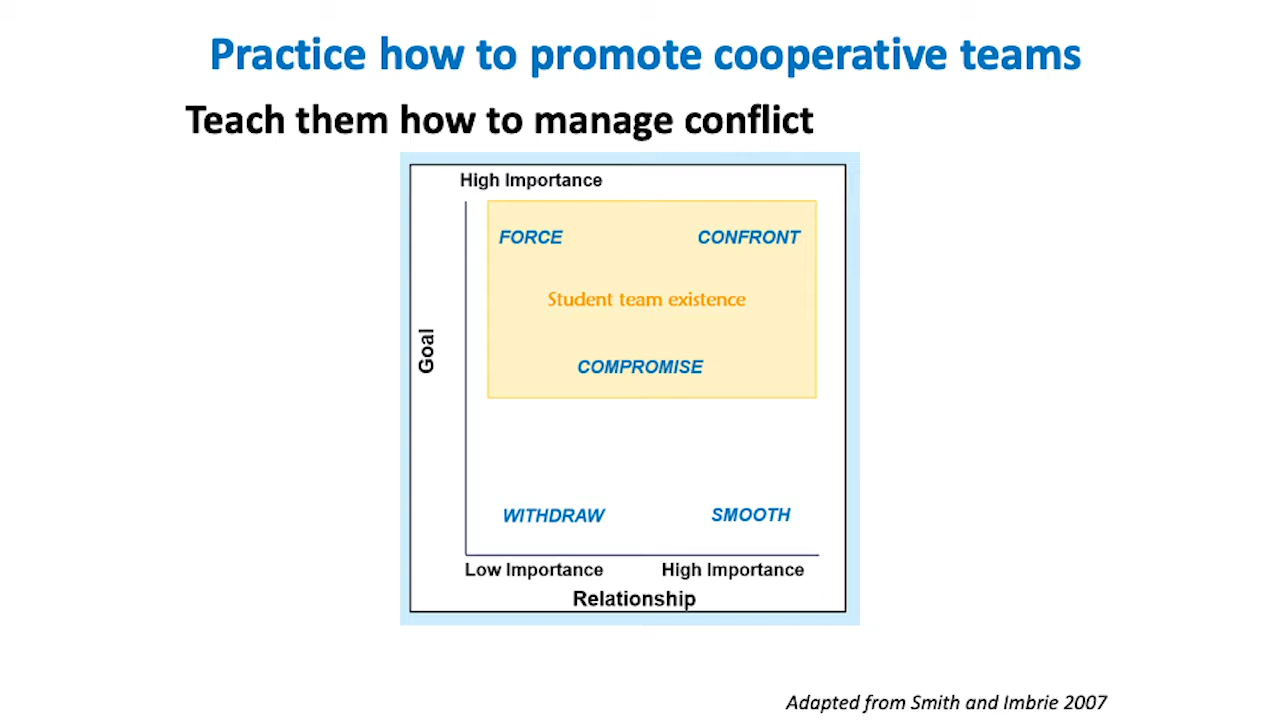 Practice how to promote cooperative teams
Teach them how to manage conflict
High Importance
FORCE CONFRONT
Student team existence
Goal
COMPROMISE
WITHDRAW SMOOTH
Low Importance High Importance
Relationship
Adapted from Smith and Imbrie 2007